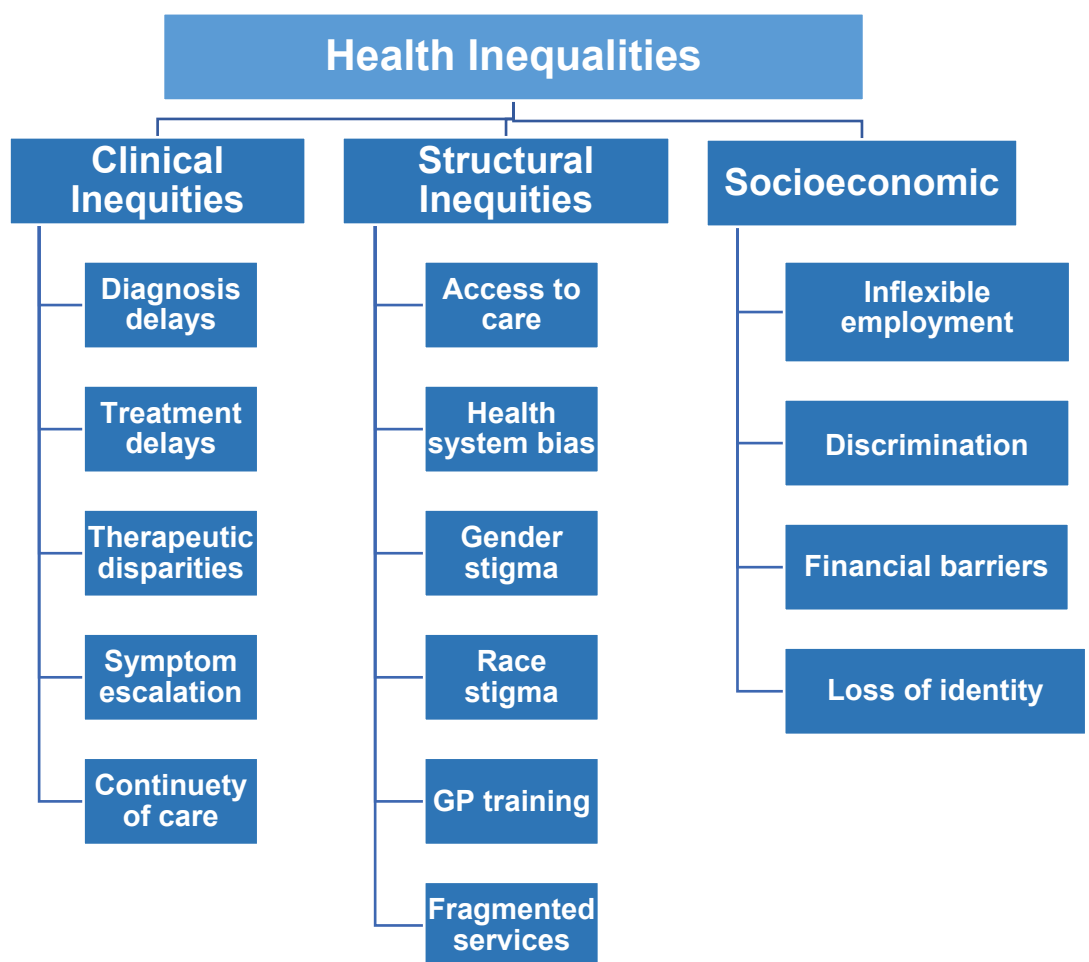 Health Inequalities
Clinical
Inequities
Diagnosis
delays
Treatment
delays
Therapeutic
disparities
Symptom
escalation
Continuety
of care
Structural
Inequities
Access to
care
Health
system bias
Gender
stigma
Race
stigma
GP training
Fragmented
services
Socioeconomic
Inflexible
employment
Discrimination
Financial barriers
Loss of identity